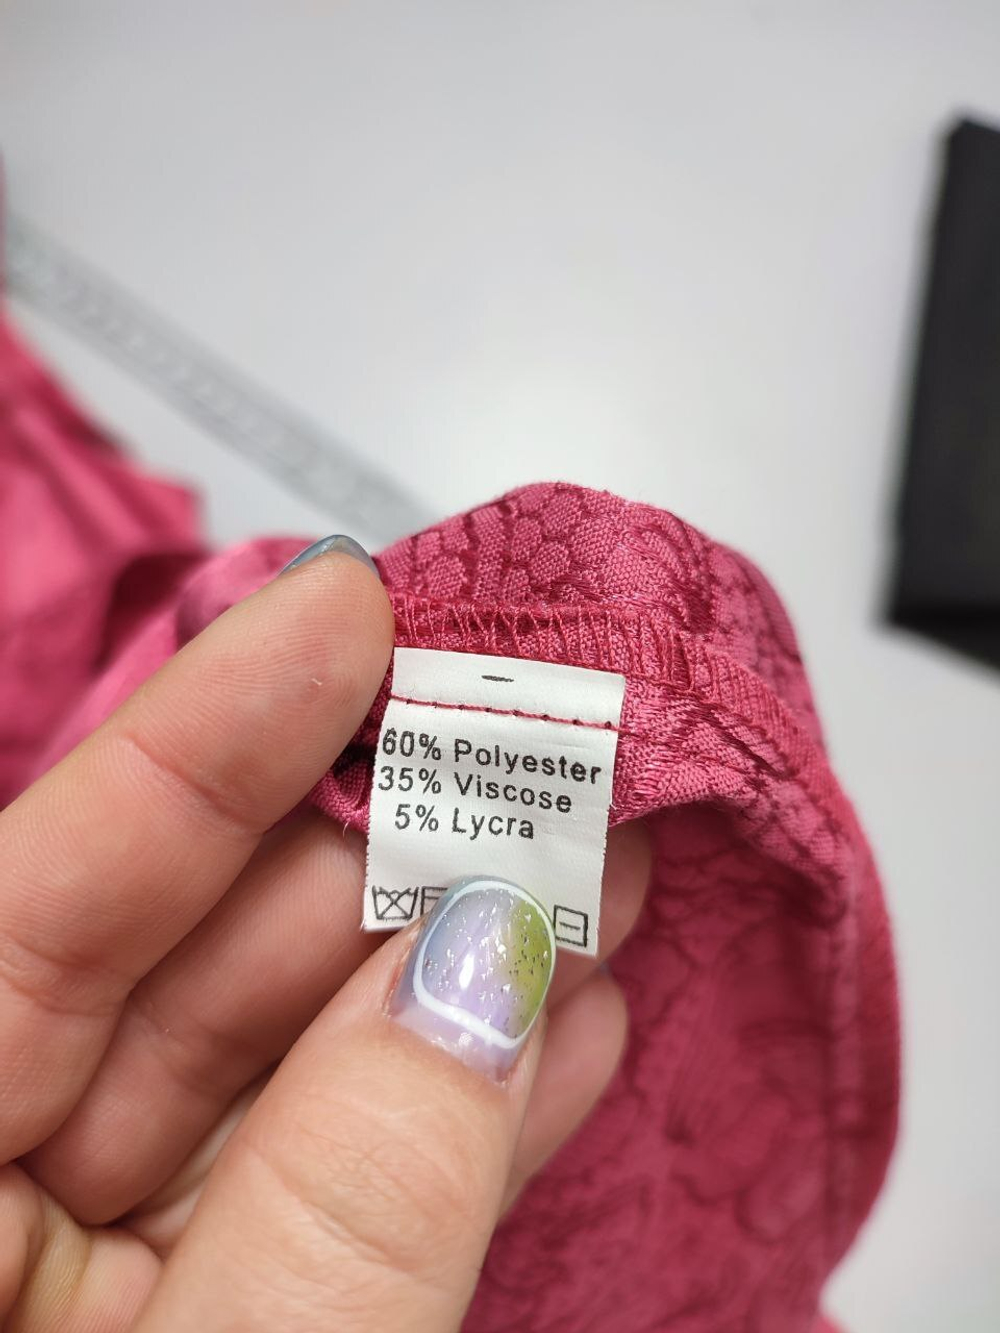 60% Polyester
35% Viscose
5% Lycra